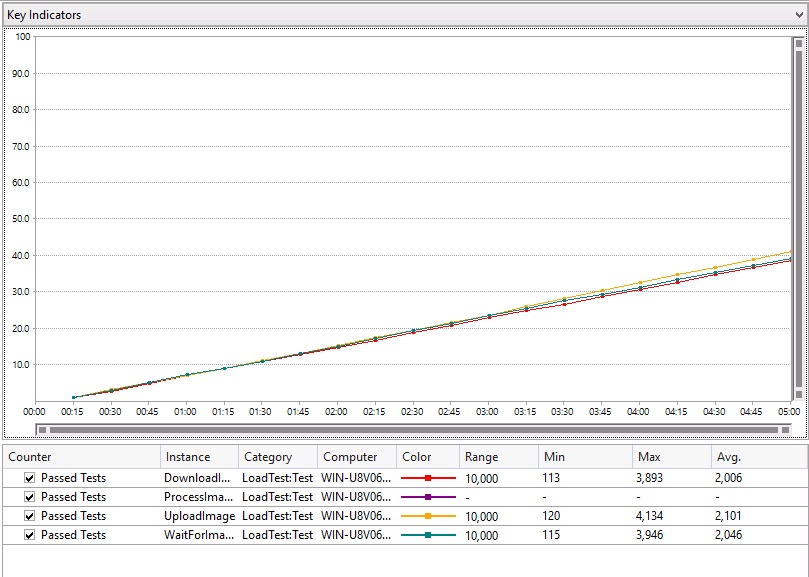 Key Indicators
100
90.0
80.0
70.0
60.0
50.0
40.0
30.0
20.0
10.0
00:00 00:15 00:30 00:45 01:00 01:15 01:30 01:45 02:00 02:15 02:30 02:45 03:00 03:15 03:30 03:45 04:00 04:15 04:30 04:45 05:00
Counter Instance Category Computer Color Range Min Max Avg.
Passed Tests DownloadI... LoadTest:Test WIN-U8V06... 10,000 113 3,893 2,006
Passed Tests ProcessIma... LoadTest:Test WIN-U8V06... - - - -
Passed Tests UploadImage LoadTest:Test WIN-U8V06... 10,000 120 4,134 2,101
Passed Tests WaitForIma... LoadTest:Test WIN-U8V06... 10,000 115 3,946 2,046